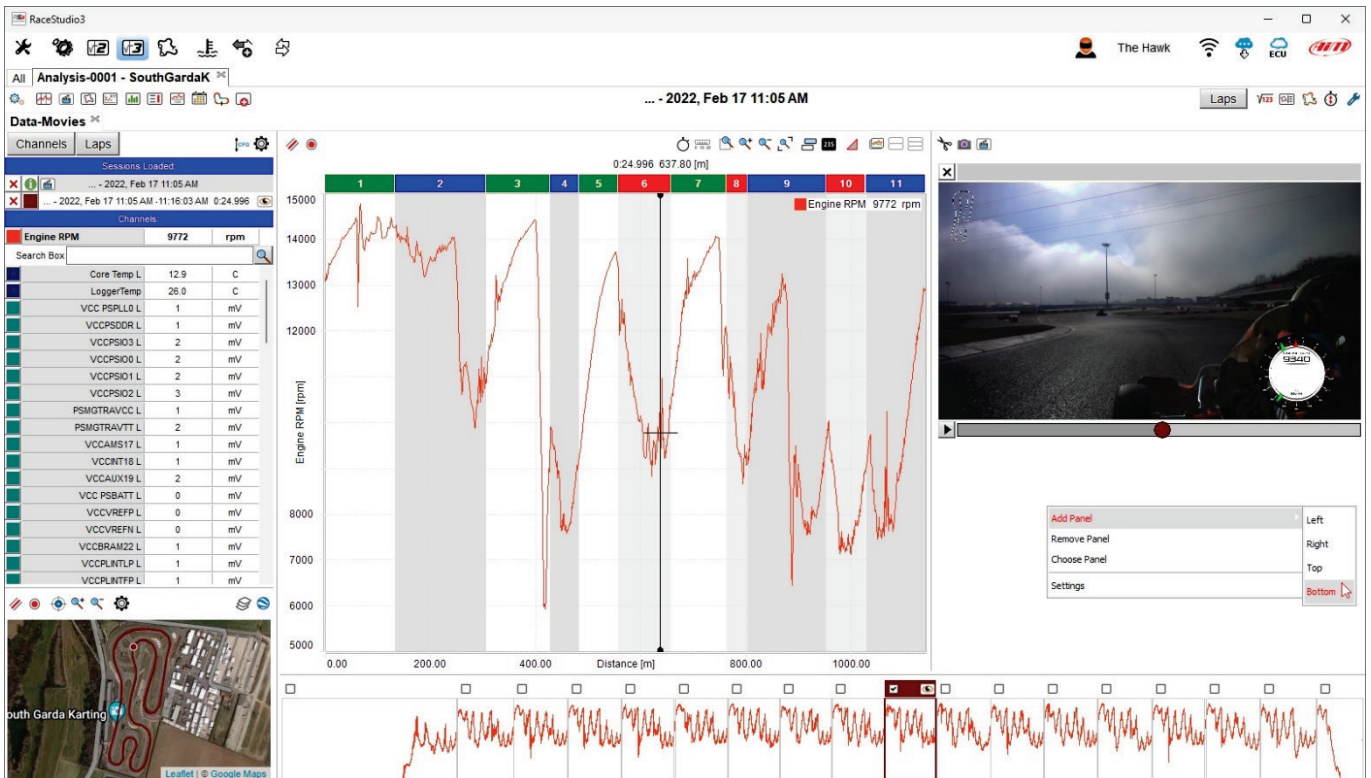 RaceStudio3
The Hawk
ECU
All Analysis-0001 - SouthGardaK
... - 2022, Feb 17 11:05 AM
Laps
Data-Movies
Channels Laps
CFG
Sessions Loaded
... - 2022, Feb 17 11:05 AM
... - 2022, Feb 17 11:05 AM -11:16:03 AM 0:24.996
Channels
Engine RPM 9772 rpm
Search Box
Core Temp L 12.9 C
LoggerTemp 26.0 C
VCC PSPLL0 L 1 mV
VCCPSDDR L 1 mV
VCCPSIO3 L 2 mV
VCCPSIO0 L 2 mV
VCCPSIO1 L 2 mV
VCCPSIO2 L 3 mV
PSMGTRAVCC L 1 mV
PSMGTRAVTT L 2 mV
VCCAMS17 L 1 mV
VCCINT18 L 1 mV
VCCAUX19 L 2 mV
VCC PSBATT L 0 mV
VCCVREFP L 0 mV
VCCVREFN L 0 mV
VCCBRAM22 L 1 mV
VCCPLINTLP L 1 mV
VCCPLINTFP L 1 mV
outh Garda Karting
Leaflet | © Google Maps
0:24.996 637.80 [m]
1 2 3 4 5 6 7 8 9 10 11
Engine RPM 9772 rpm
Engine RPM [rpm]
15000
14000
13000
12000
8000
7000
6000
5000
0.00 200.00 400.00 Distance [m] 800.00 1000.00
9340
Add Panel
Remove Panel
Choose Panel
Settings
Left
Right
Top
Bottom